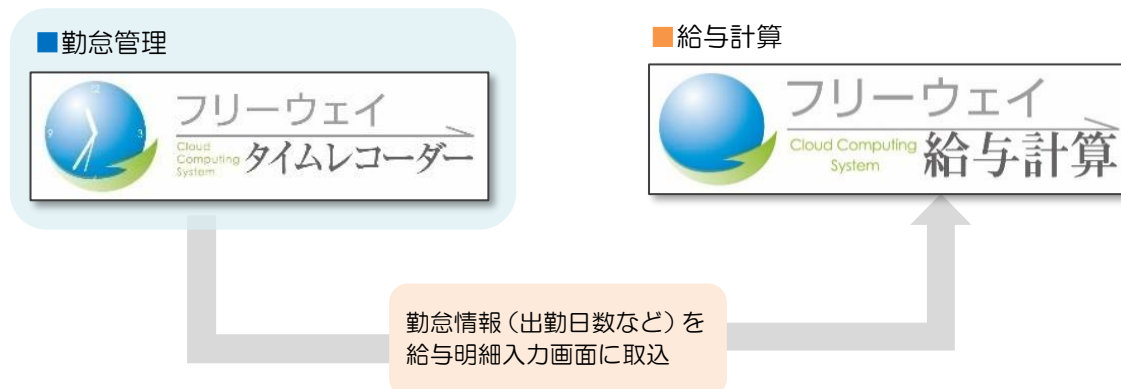 ■勤怠管理
12
3
9
フリーウェイ
Cloud
Computing
System
タイムレコーダー
■給与計算
フリーウェイ
Cloud Computing
System
給与計算
勤怠情報（出勤日数など）を
給与明細入力画面に取込